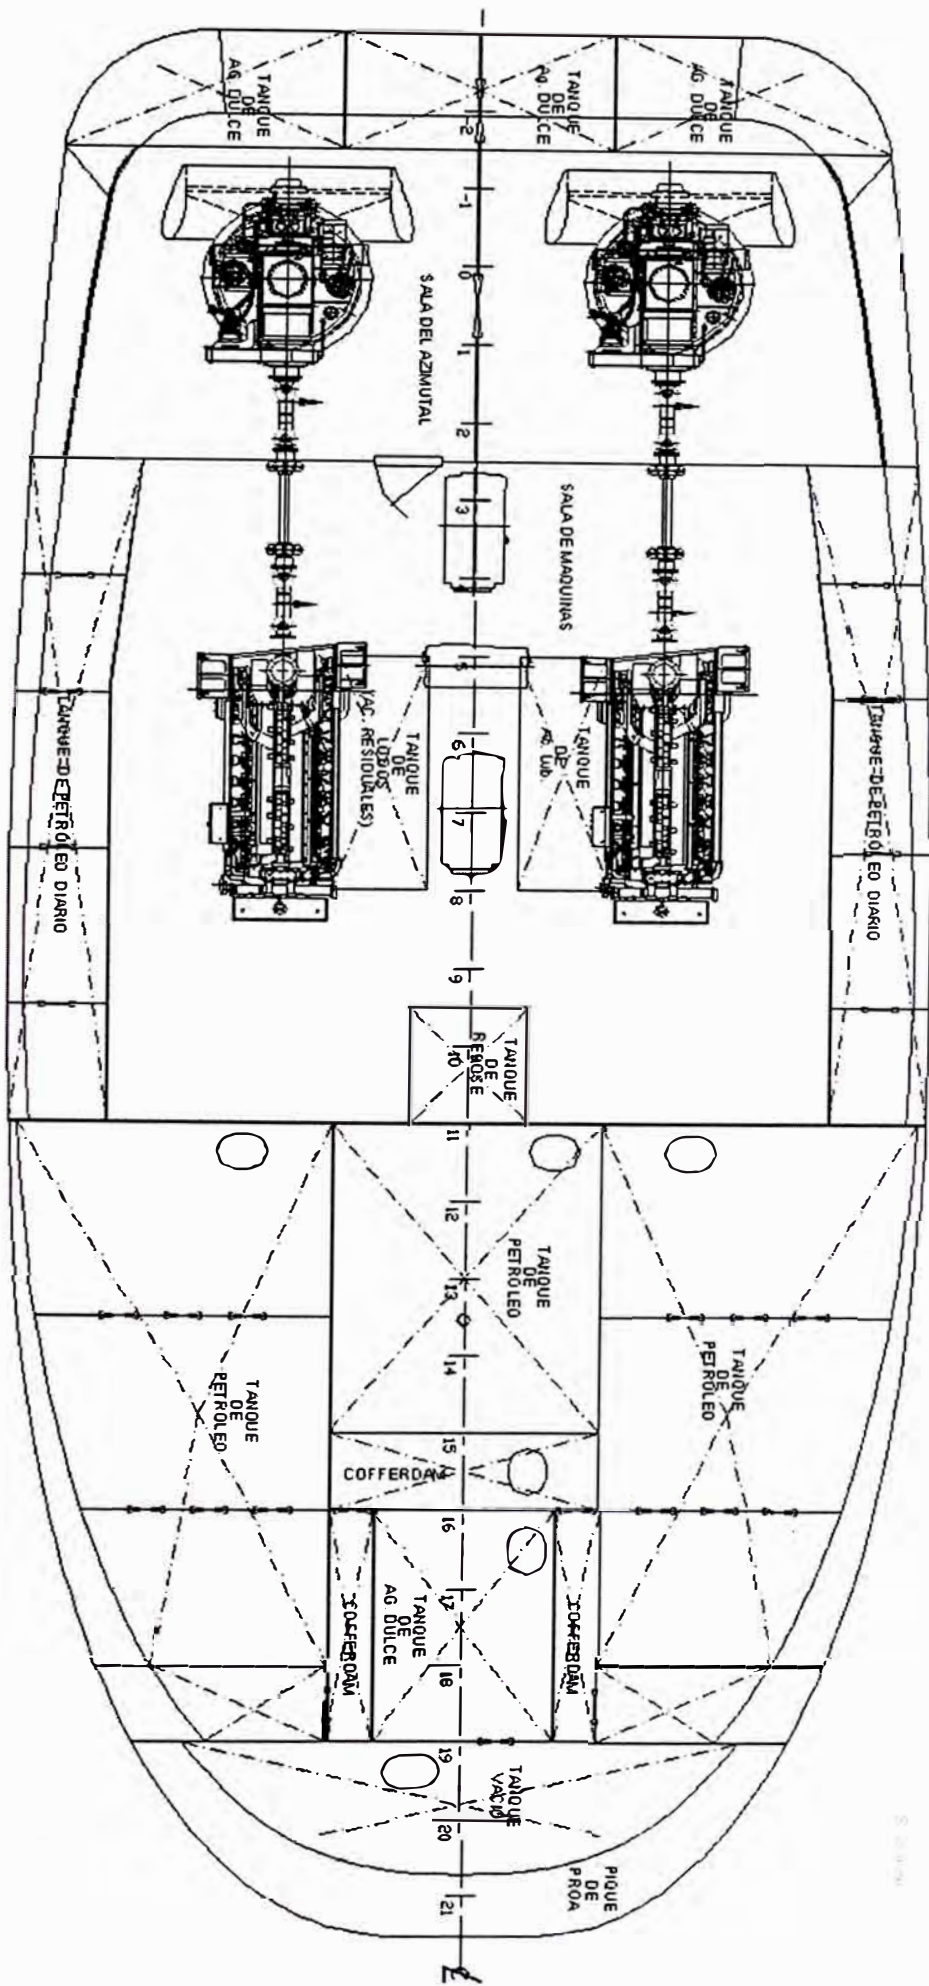 TANQUE
DE
AG. DULCE
TANQUE
DE
AG. DULCE
TANQUE
DE
AG. DULCE
-2
-1
0
1
2
SALA DEL AZIMUTAL
3
SALA DE MAQUINAS
5
6
7
8
9
TANQUE
DE
LODOS
(AC. RESIDUALES)
TANQUE
DE
AC. LUB.
TANQUE-DE-PETRÓLEO DIARIO
TANQUE-DE-PETRÓLEO DIARIO
TANQUE
DE
REBOSE
10
11
12
13
14
TANQUE
DE
PETROLEO
TANQUE
DE
PETROLEO
TANQUE
DE
PETROLEO
15
COFFERDAM
16
17
18
TANQUE
DE
AG DULCE
COFFERDAM
COFFERDAM
19
TANQUE
VACIO
20
PIQUE
DE
PROA
21